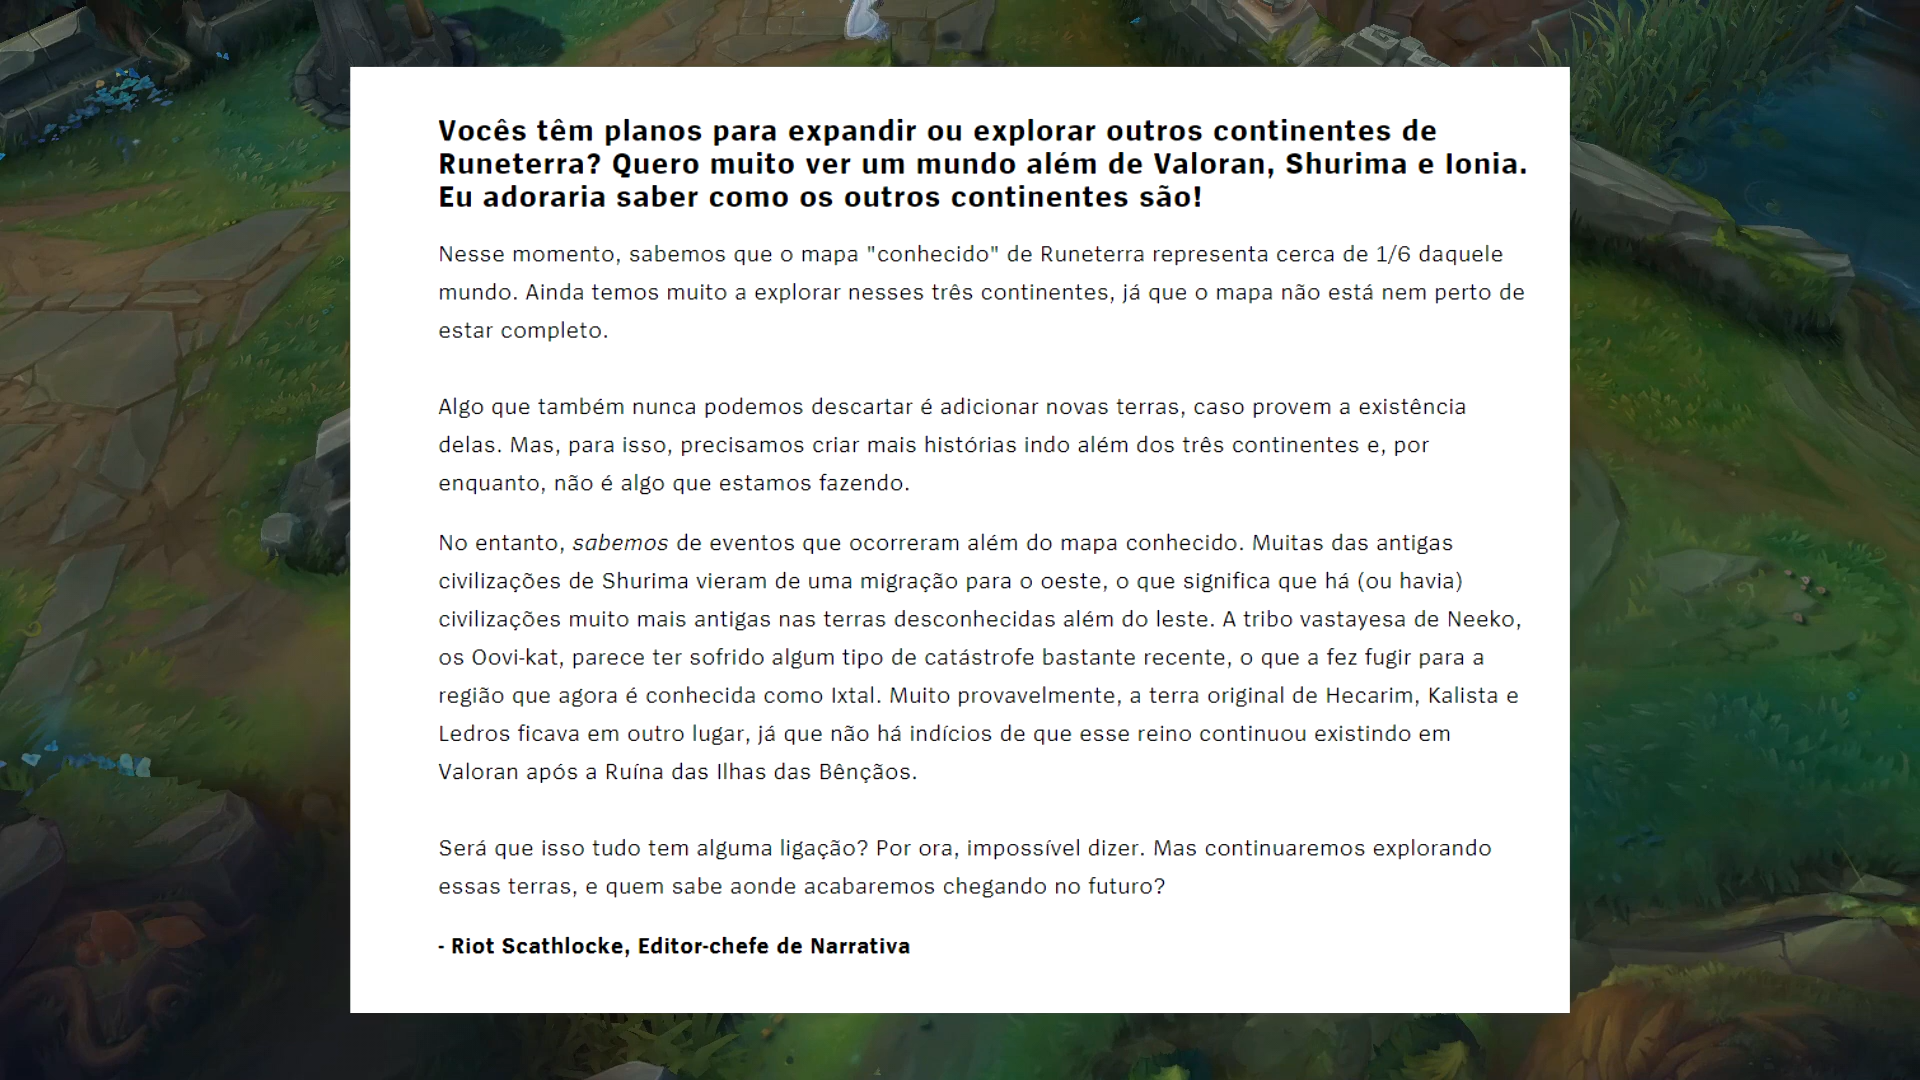 Vocês têm planos para expandir ou explorar outros continentes de
Runeterra? Quero muito ver um mundo além de Valoran, Shurima e Ionia.
Eu adoraria saber como os outros continentes são!
Nesse momento, sabemos que o mapa "conhecido" de Runeterra representa cerca de 1/6 daquele
mundo. Ainda temos muito a explorar nesses três continentes, já que o mapa não está nem perto de
estar completo.
Algo que também nunca podemos descartar é adicionar novas terras, caso provem a existência
delas. Mas, para isso, precisamos criar mais histórias indo além dos três continentes e, por
enquanto, não é algo que estamos fazendo.
No entanto, sabemos de eventos que ocorreram além do mapa conhecido. Muitas das antigas
civilizações de Shurima vieram de uma migração para o oeste, o que significa que há (ou havia)
civilizações muito mais antigas nas terras desconhecidas além do leste. A tribo vastayesa de Neeko,
os Oovi-kat, parece ter sofrido algum tipo de catástrofe bastante recente, o que a fez fugir para a
região que agora é conhecida como Ixtal. Muito provavelmente, a terra original de Hecarim, Kalista e
Ledros ficava em outro lugar, já que não há indícios de que esse reino continuou existindo em
Valoran após a Ruína das Ilhas das Bênçãos.
Será que isso tudo tem alguma ligação? Por ora, impossível dizer. Mas continuaremos explorando
essas terras, e quem sabe aonde acabaremos chegando no futuro?
- Riot Scathlocke, Editor-chefe de Narrativa